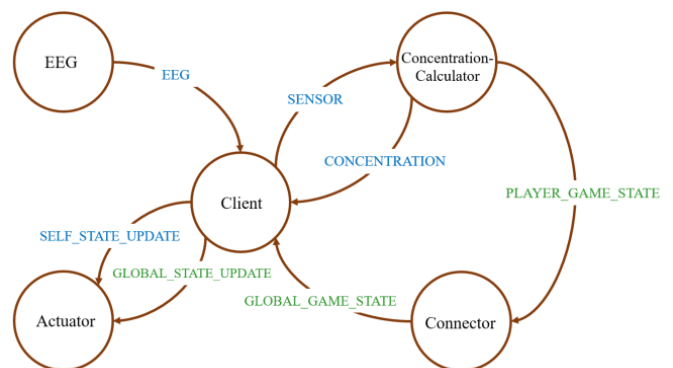 EEG
EEG
Concentration-
Calculator
SENSOR
CONCENTRATION
PLAYER_GAME_STATE
Client
SELF_STATE_UPDATE
GLOBAL_STATE_UPDATE
GLOBAL_GAME_STATE
Actuator
Connector